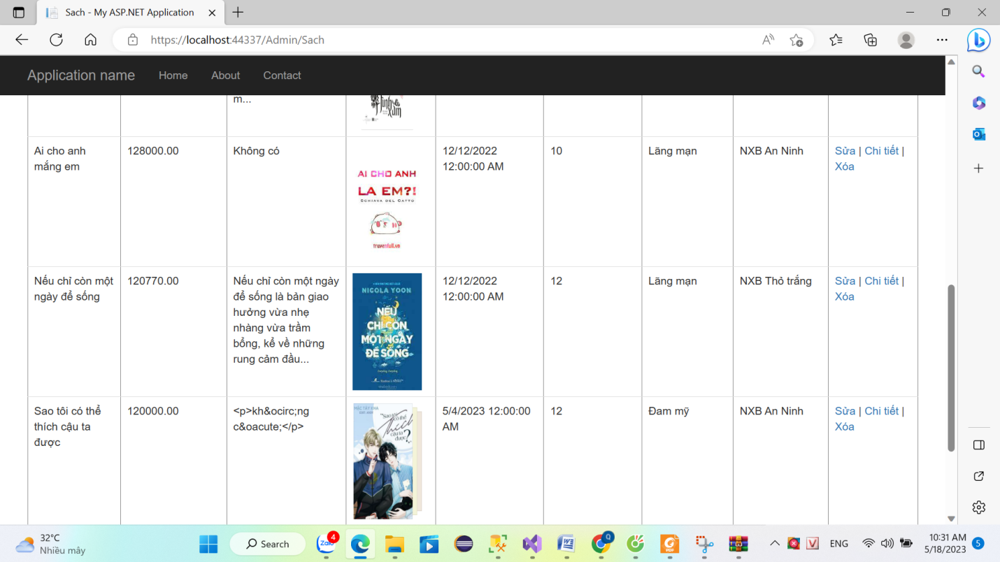 Sach - My ASP.NET Application
https://localhost:44337/Admin/Sach
Application name
Home
About
Contact
m...
Ai cho anh
mắng em
128000.00
Không có
AI CHO ANH
LA EM?!
SCHIAVA DEL GATTO
truyenfull.vn
12/12/2022
12:00:00 AM
10
Lãng mạn
NXB An Ninh
Sửa | Chi tiết |
Xóa
Nếu chỉ còn một
ngày để sống
120770.00
Nếu chỉ còn một ngày
để sống là bản giao
hưởng vừa nhẹ
nhàng vừa trầm
bổng, kể về những
rung cảm đầu...
NICOLA YOON
NẾU
CHỈ CÒN
MỘT NGÀY
ĐỂ SỐNG
12/12/2022
12:00:00 AM
12
Lãng mạn
NXB Thỏ trắng
Sửa | Chi tiết |
Xóa
Sao tôi có thể
thích cậu ta
được
120000.00
<p>kh&ocirc;ng
c&oacute;</p>
"Sao tôi
có thể
Thích
cậu ta
được?
5/4/2023 12:00:00
AM
12
Đam mỹ
NXB An Ninh
Sửa | Chi tiết |
Xóa
32°C
Nhiều mây
Search
Zalo
4
Q
PDF
V
ENG
10:31 AM
5/18/2023
5